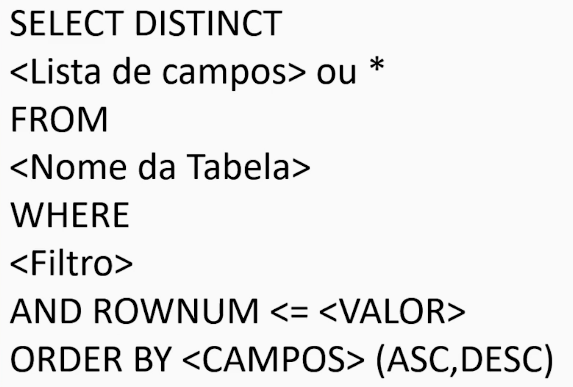 SELECT DISTINCT
<Lista de campos> ou *
FROM
<Nome da Tabela>
WHERE
<Filtro>
AND ROWNUM <= <VALOR>
ORDER BY <CAMPOS> (ASC,DESC)